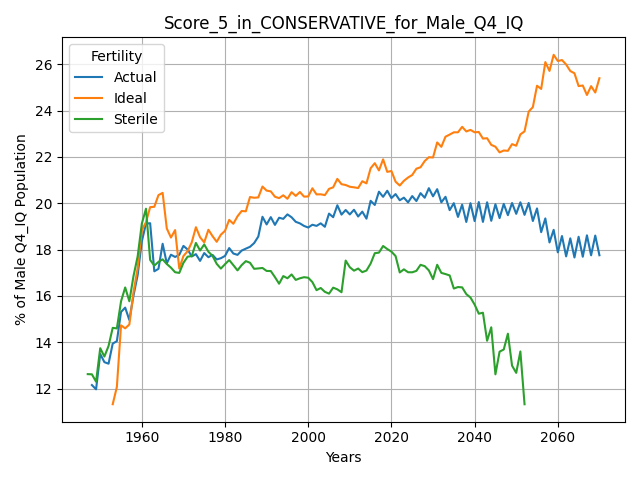 Score_5_in_CONSERVATIVE_for_Male_Q4_IQ
Fertility
Actual
Ideal
Sterile
% of Male Q4_IQ Population
26
24
22
20
18
16
14
12
1960
1980
2000
2020
2040
2060
Years